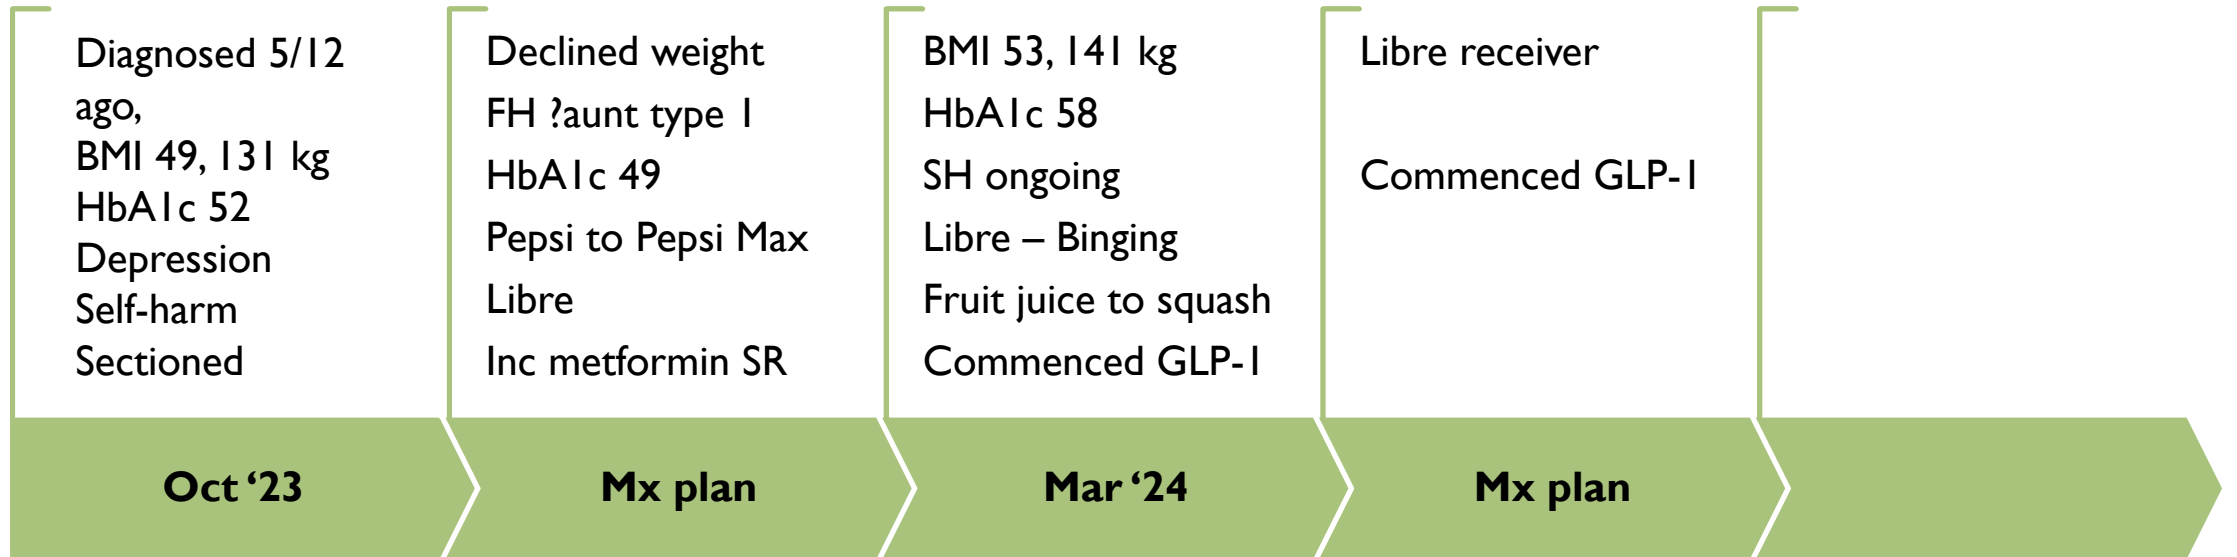 Diagnosed 5/12
ago,
BMI 49, 131 kg
HbA1c 52
Depression
Self-harm
Sectioned
Oct ‘23
Declined weight
FH ?aunt type 1
HbA1c 49
Pepsi to Pepsi Max
Libre
Inc metformin SR
Mx plan
BMI 53, 141 kg
HbA1c 58
SH ongoing
Libre – Binging
Fruit juice to squash
Commenced GLP-1
Mar ‘24
Libre receiver
Commenced GLP-1
Mx plan